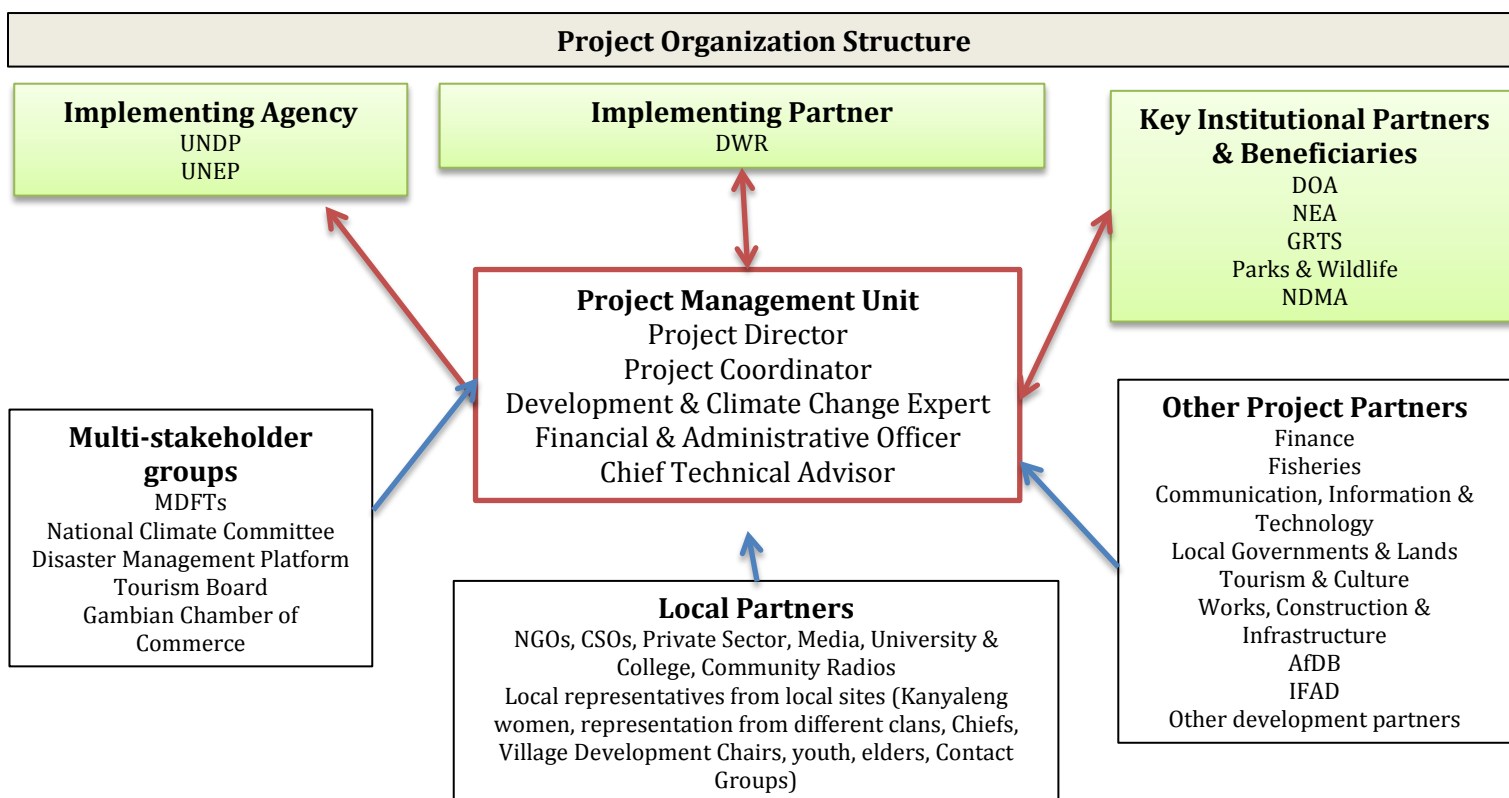 Project Organization Structure
Implementing Agency
UNDP
UNEP
Implementing Partner
DWR
Key Institutional Partners
& Beneficiaries
DOA
NEA
GRTS
Parks & Wildlife
NDMA
Project Management Unit
Project Director
Project Coordinator
Development & Climate Change Expert
Financial & Administrative Officer
Chief Technical Advisor
Multi-stakeholder
groups
MDFTs
National Climate Committee
Disaster Management Platform
Tourism Board
Gambian Chamber of
Commerce
Local Partners
NGOs, CSOs, Private Sector, Media, University &
College, Community Radios
Local representatives from local sites (Kanyaleng
women, representation from different clans, Chiefs,
Village Development Chairs, youth, elders, Contact
Groups)
Other Project Partners
Finance
Fisheries
Communication, Information &
Technology
Local Governments & Lands
Tourism & Culture
Works, Construction &
Infrastructure
AfDB
IFAD
Other development partners